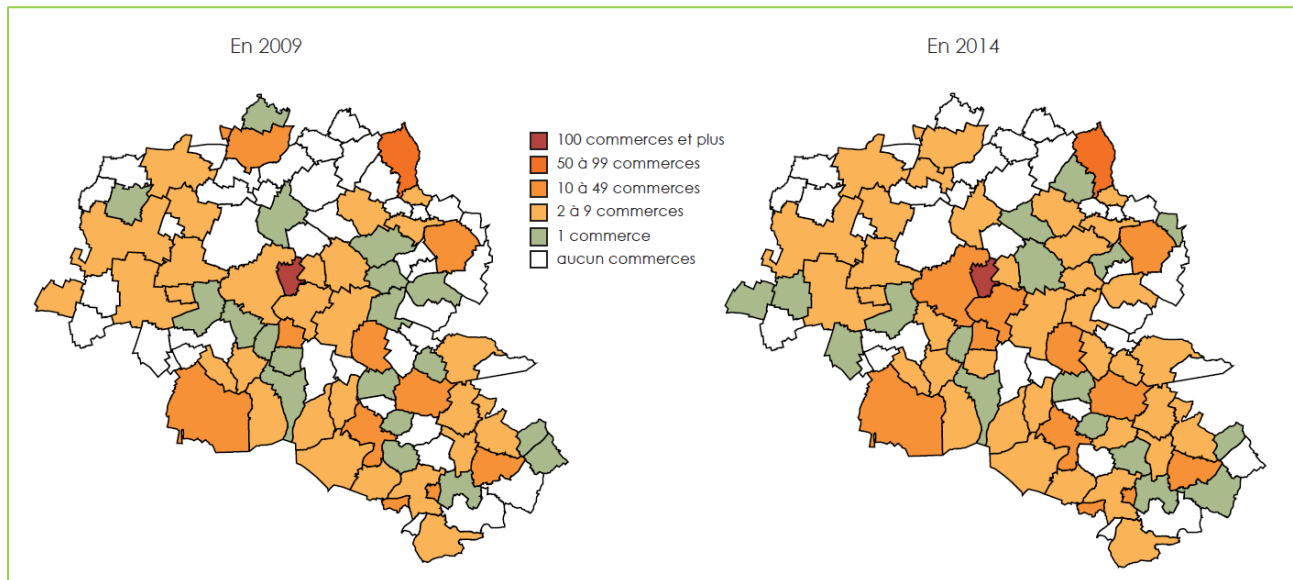 En 2009
En 2014
100 commerces et plus
50 à 99 commerces
10 à 49 commerces
2 à 9 commerces
1 commerce
aucun commerces